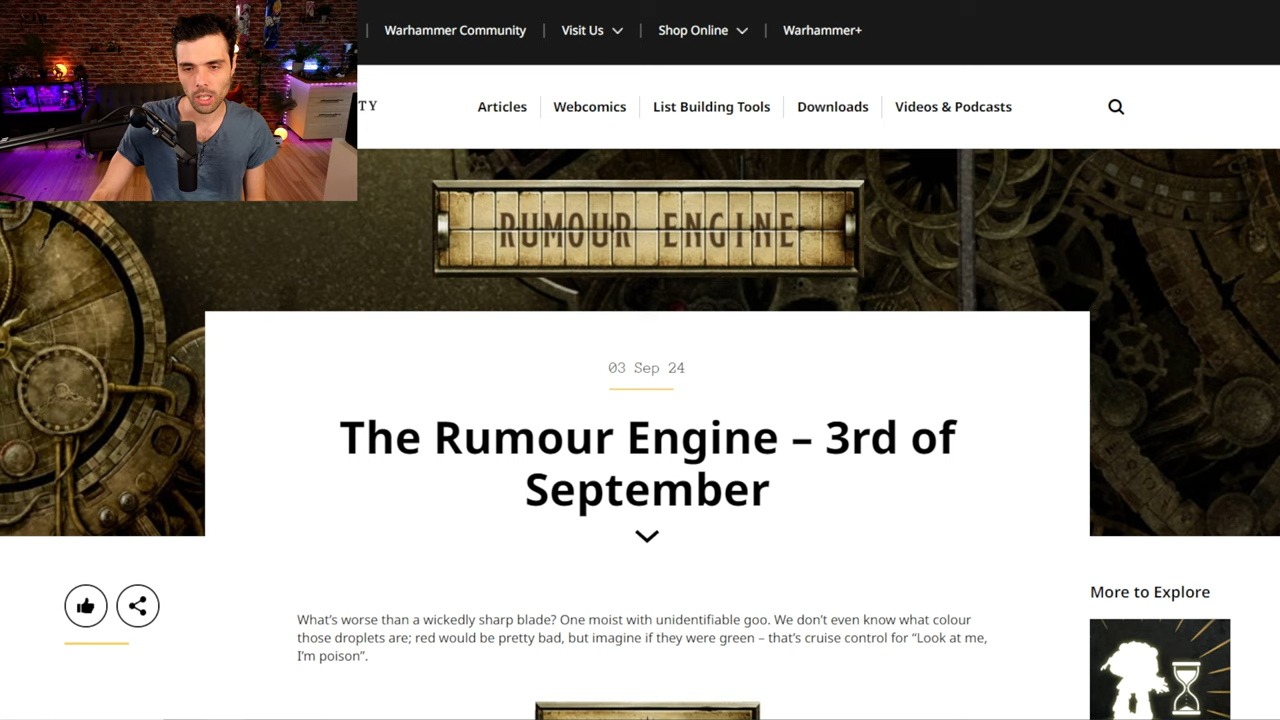 Warhammer Community
Visit Us
Shop Online
Warhammer+
TY
Articles
Webcomics
List Building Tools
Downloads
Videos & Podcasts
RUMOUR ENGINE
03 Sep 24
The Rumour Engine – 3rd of
September
What’s worse than a wickedly sharp blade? One moist with unidentifiable goo. We don’t even know what colour
those droplets are; red would be pretty bad, but imagine if they were green – that’s cruise control for “Look at me,
I’m poison”.
More to Explore